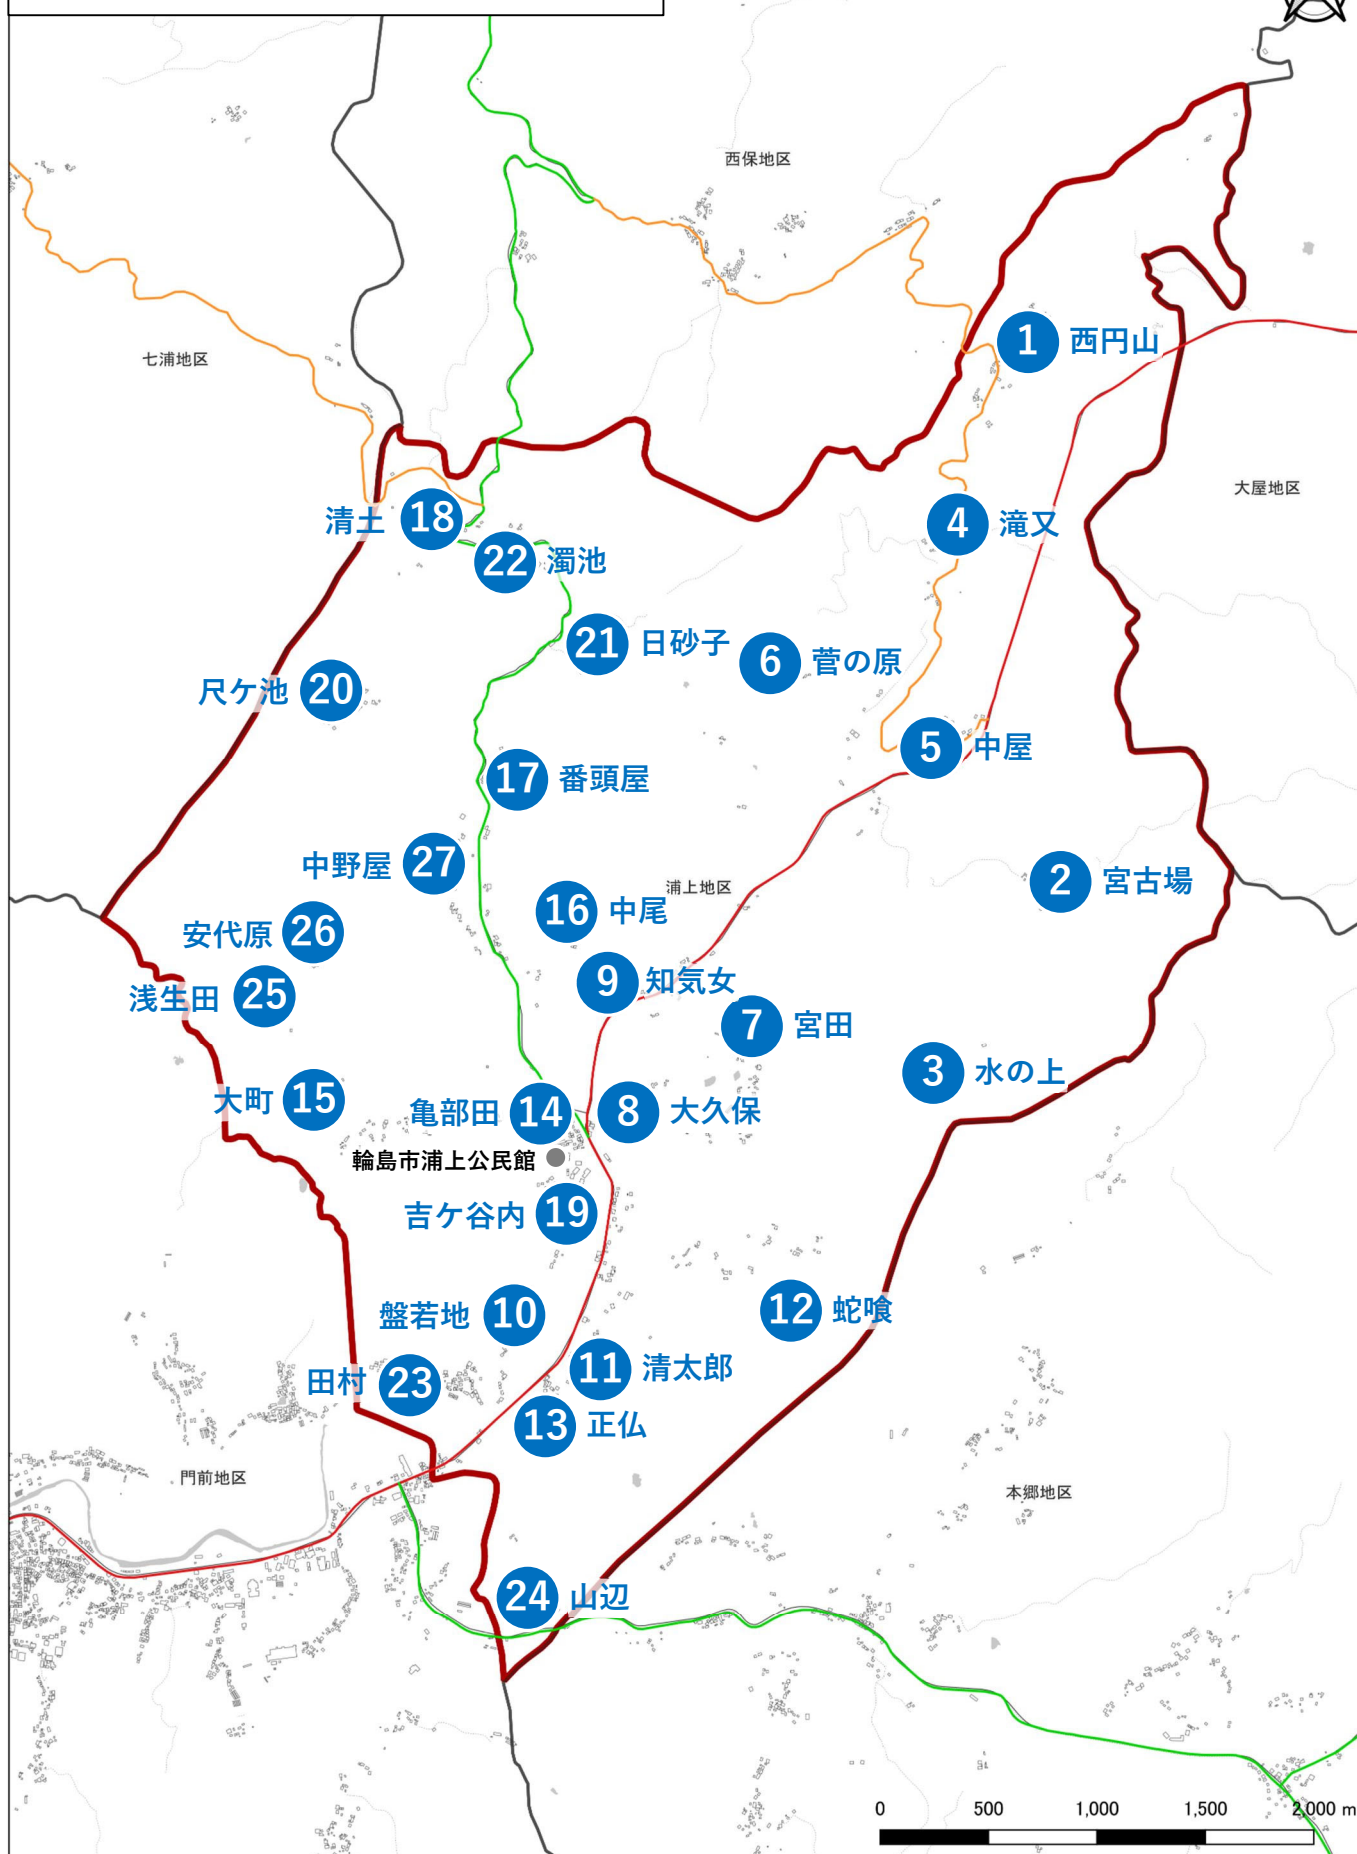 西保地区
1 西円山
七浦地区
大屋地区
清土 18
4 滝又
22 濁池
21 日砂子
6 菅の原
尺ケ池 20
5 中屋
17 番頭屋
中野屋 27
浦上地区
2 宮古場
16 中尾
安代原 26
9 知気女
浅生田 25
7 宮田
3 水の上
大町 15
亀部田 14
8 大久保
輪島市浦上公民館
吉ケ谷内 19
盤若地 10
12 蛇喰
11 清太郎
田村 23
13 正仏
門前地区
本郷地区
24 山辺
0 500 1,000 1,500 2,000 m